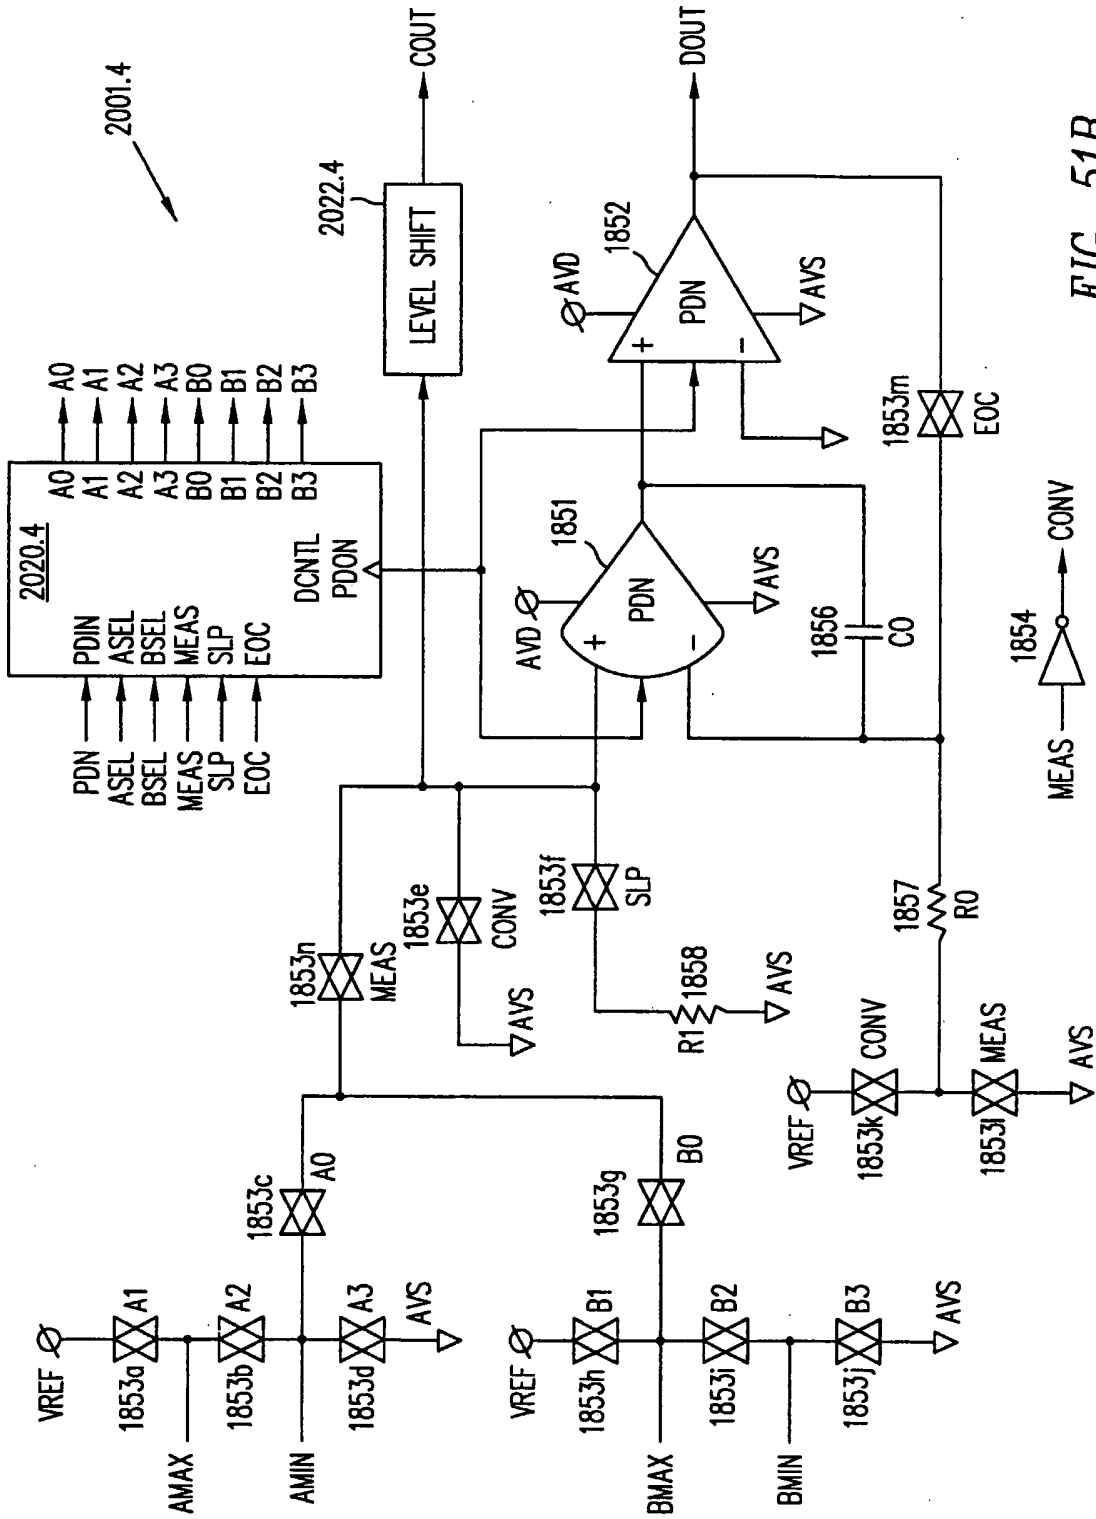 2001.4
2020.4
PDN
ASEL
BSEL
MEAS
SLP
EOC
PDIN
ASEL
BSEL
MEAS
SLP
EOC
DCNTL
PDON
A0
A1
A2
A3
B0
B1
B2
B3
A0
A1
A2
A3
B0
B1
B2
B3
2022.4
LEVEL SHIFT
COUT
VREF
1853a
A1
AMAX
1853b
A2
AMIN
1853d
A3
AVS
1853c
A0
VREF
1853h
B1
BMAX
1853i
B2
BMIN
1853j
B3
AVS
1853g
B0
1853n
MEAS
1853e
CONV
AVS
1853f
SLP
R1
1858
AVS
AVD
1851
+
PDN
−
AVS
1856
C0
AVD
1852
+
PDN
−
AVS
DOUT
1853m
EOC
VREF
1853k
CONV
1853l
MEAS
AVS
1857
R0
MEAS
1854
CONV
FIG. 51B